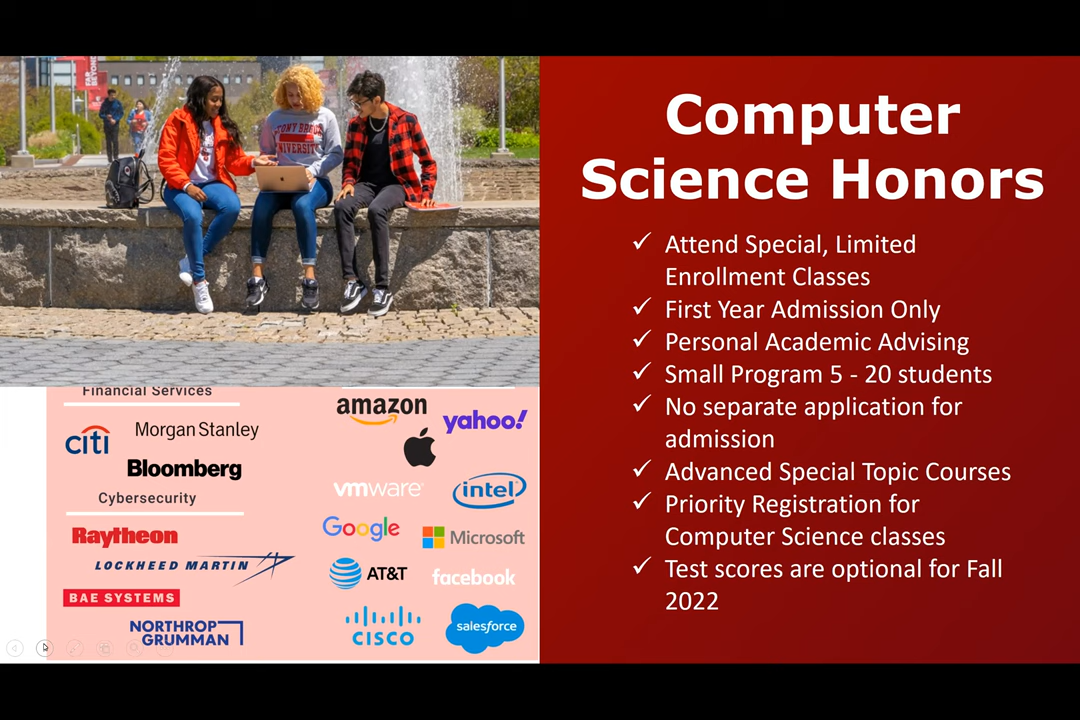 FAR
BEYOND
STONY BROOK
UNIVERSITY
Computer
Science Honors
Attend Special, Limited
Enrollment Classes
First Year Admission Only
Personal Academic Advising
Small Program 5 - 20 students
No separate application for
admission
Advanced Special Topic Courses
Priority Registration for
Computer Science classes
Test scores are optional for Fall
2022
Financial Services
citi
Morgan Stanley
Bloomberg
Cybersecurity
Raytheon
LOCKHEED MARTIN
BAE SYSTEMS
NORTHROP
GRUMMAN
amazon
yahoo!
vmware
intel
Google
Microsoft
AT&T
facebook
CISCO
salesforce